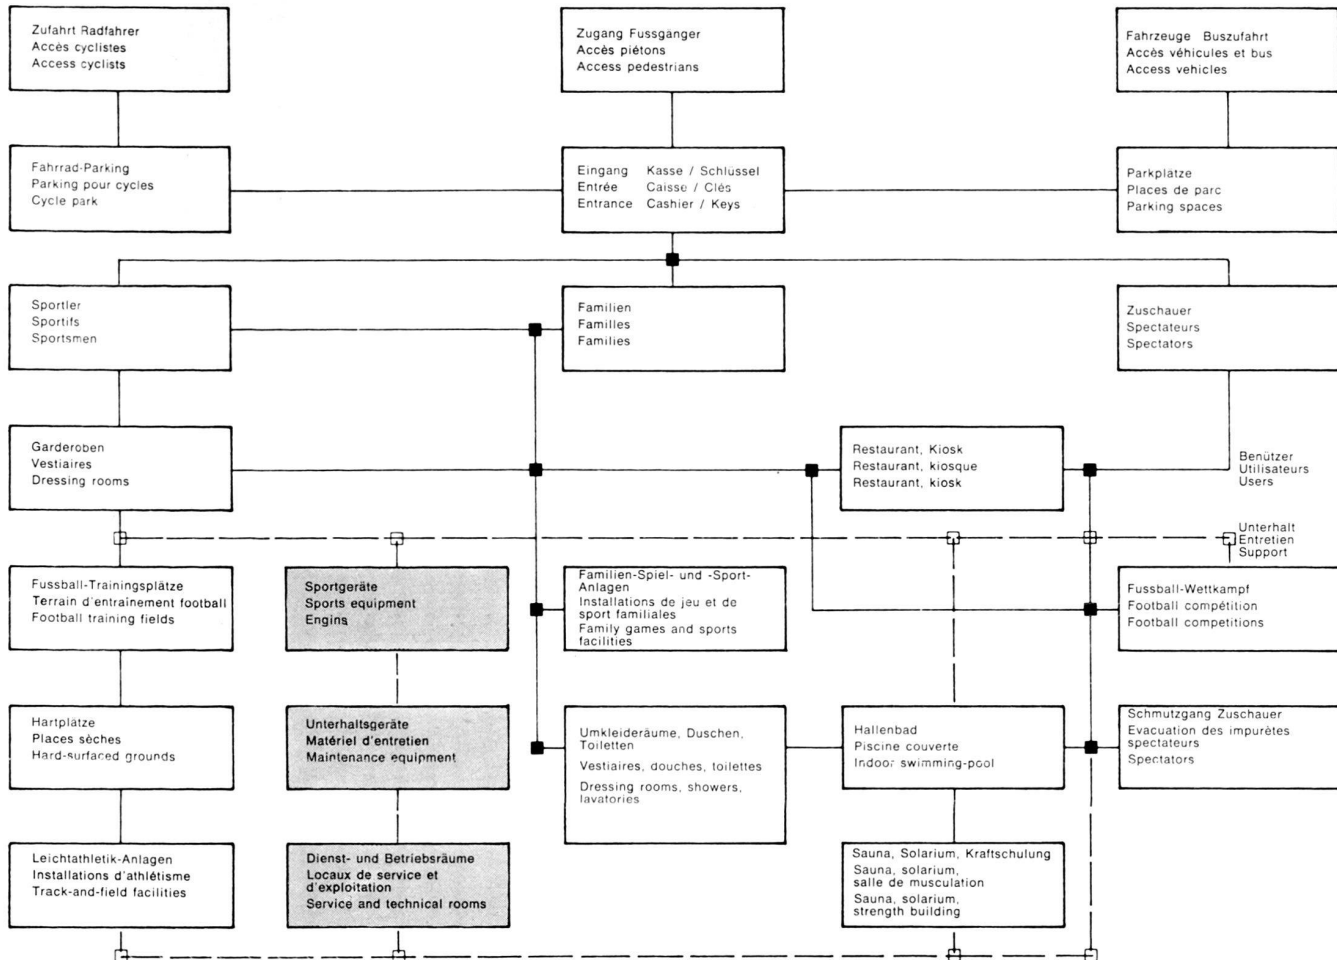 Zufahrt Radfahrer
Accès cyclistes
Access cyclists
Zugang Fussgänger
Accès piétons
Access pedestrians
Fahrzeuge Buszufahrt
Accès véhicules et bus
Access vehicles
Fahrrad-Parking
Parking pour cycles
Cycle park
Eingang Kasse / Schlüssel
Entrée Caisse / Clés
Entrance Cashier / Keys
Parkplätze
Places de parc
Parking spaces
Sportler
Sportifs
Sportsmen
Familien
Familles
Families
Zuschauer
Spectateurs
Spectators
Garderoben
Vestiaires
Dressing rooms
Restaurant, Kiosk
Restaurant, kiosque
Restaurant, kiosk
Benützer
Utilisateurs
Users
Unterhalt
Entretien
Support
Fussball-Trainingsplätze
Terrain d'entraînement football
Football training fields
Sportgeräte
Sports equipment
Engins
Familien-Spiel- und -Sport-
Anlagen
Installations de jeu et de
sport familiales
Family games and sports
facilities
Fussball-Wettkampf
Football compétition
Football competitions
Hartplätze
Places sèches
Hard-surfaced grounds
Unterhaltsgeräte
Matériel d'entretien
Maintenance equipment
Umkleideräume, Duschen,
Toiletten
Vestiaires, douches, toilettes
Dressing rooms, showers,
lavatories
Hallenbad
Piscine couverte
Indoor swimming-pool
Schmutzgang Zuschauer
Evacuation des impurêtes
spectateurs
Spectators
Leichtathletik-Anlagen
Installations d'athlétisme
Track-and-field facilities
Dienst- und Betriebsräume
Locaux de service et
d'exploitation
Service and technical rooms
Sauna, Solarium, Kraftschulung
Sauna, solarium,
salle de musculation
Sauna, solarium,
strength building